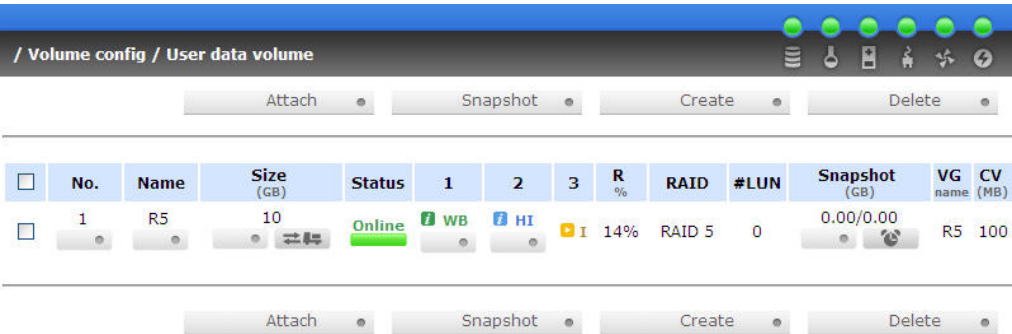 / Volume config / User data volume
Attach Snapshot Create Delete
No. Name Size (GB) Status 1 2 3 R % RAID #LUN Snapshot (GB) VG name CV (MB)
1 R5 10 Online WB HI I 14% RAID 5 0 0.00/0.00 R5 100
Attach Snapshot Create Delete